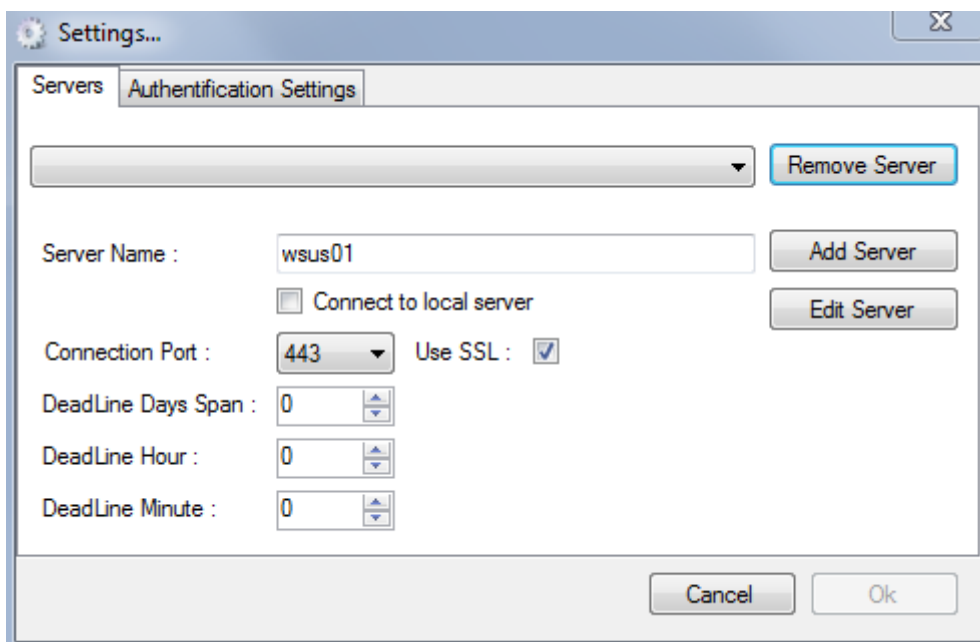 Settings...
Servers
Authentification Settings
Remove Server
Server Name :
wsus01
Add Server
Connect to local server
Edit Server
Connection Port :
443
Use SSL :
DeadLine Days Span :
0
DeadLine Hour :
0
DeadLine Minute :
0
Cancel
Ok